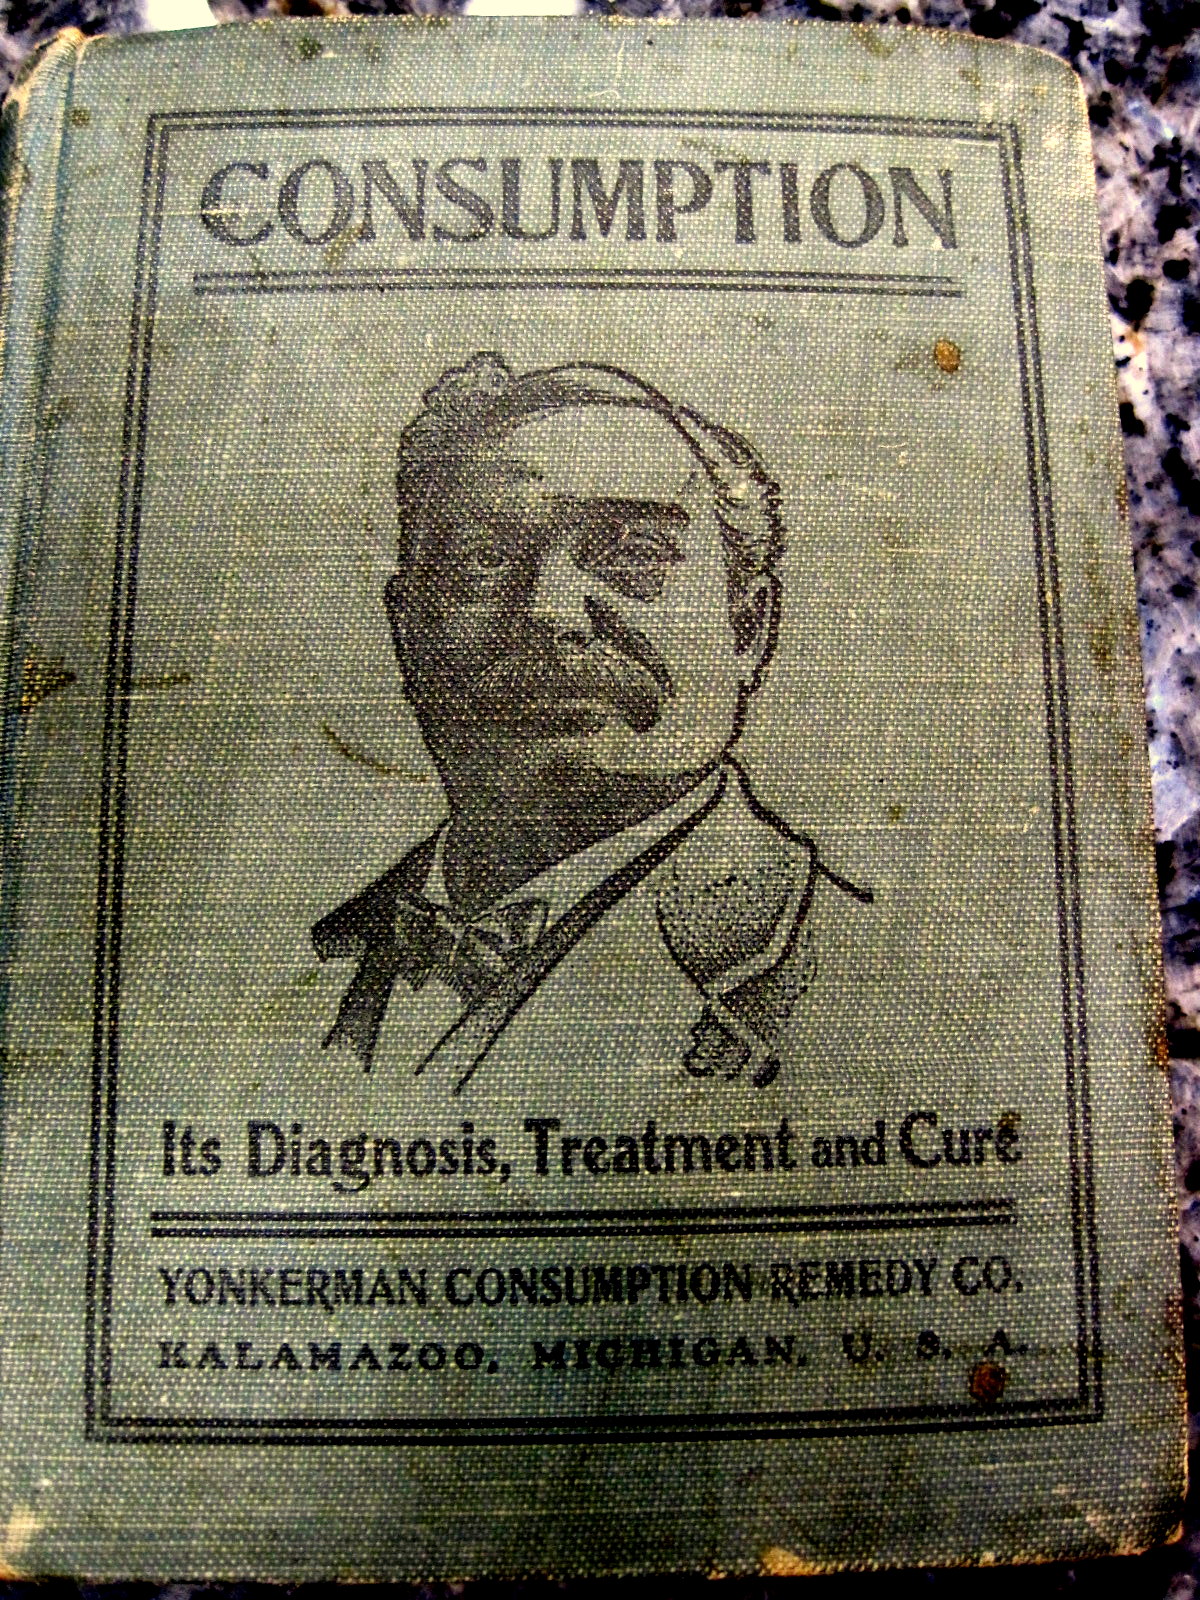 CONSUMPTION
Its Diagnosis, Treatment and Cure
YONKERMAN CONSUMPTION REMEDY CO.
KALAMAZOO, MICHIGAN, U. S. A.